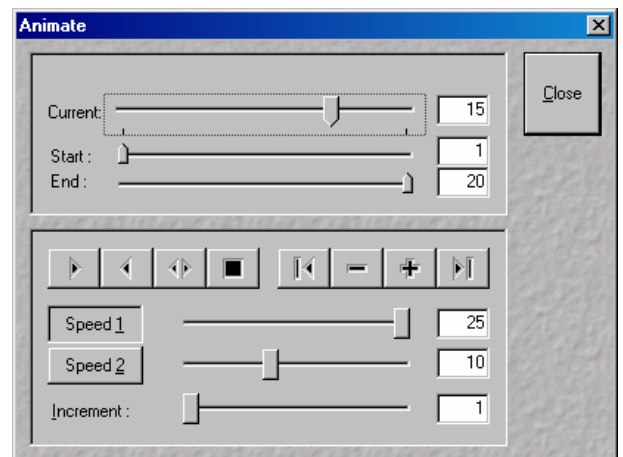 Animate
Close
Current: 15
Start : 1
End : 20
Speed 1 25
Speed 2 10
Increment : 1